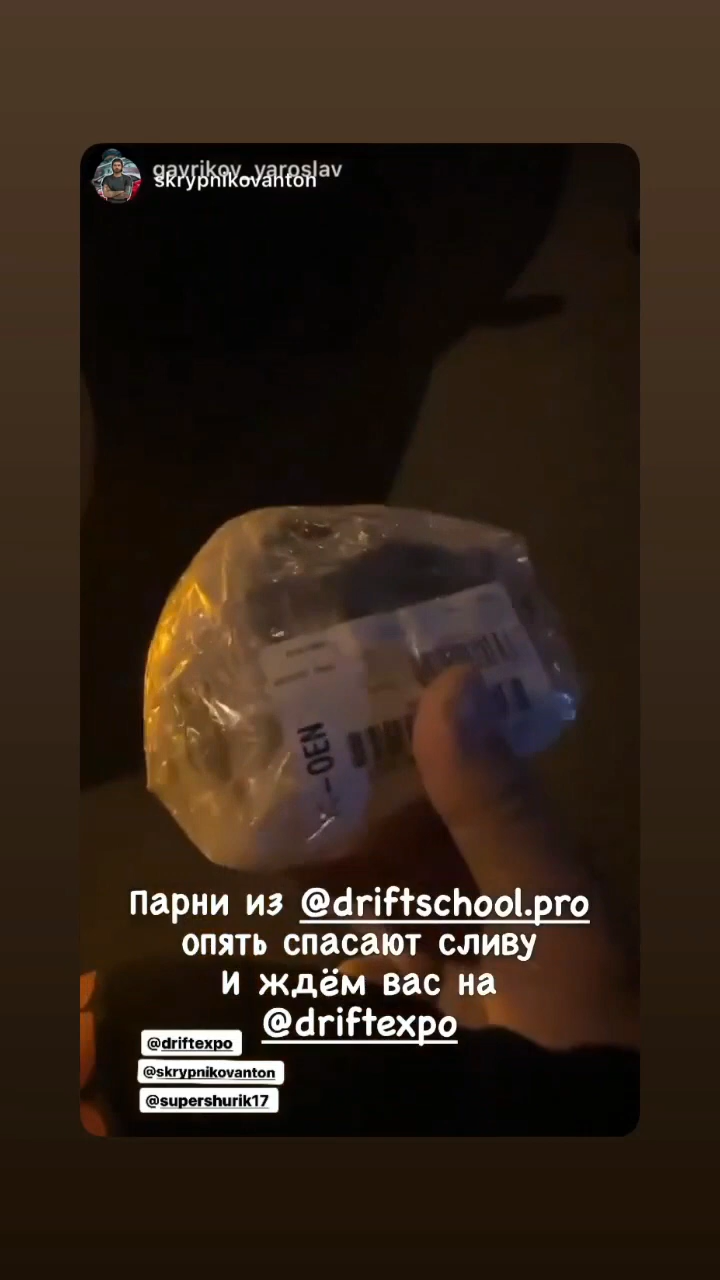 gavrikov_yaroslav
skrypnikovanton
-OEN
Парни из @driftschool.pro
опять спасают сливу
И ждём вас на
@driftexpo
@driftexpo
@skrypnikovanton
@supershurik17